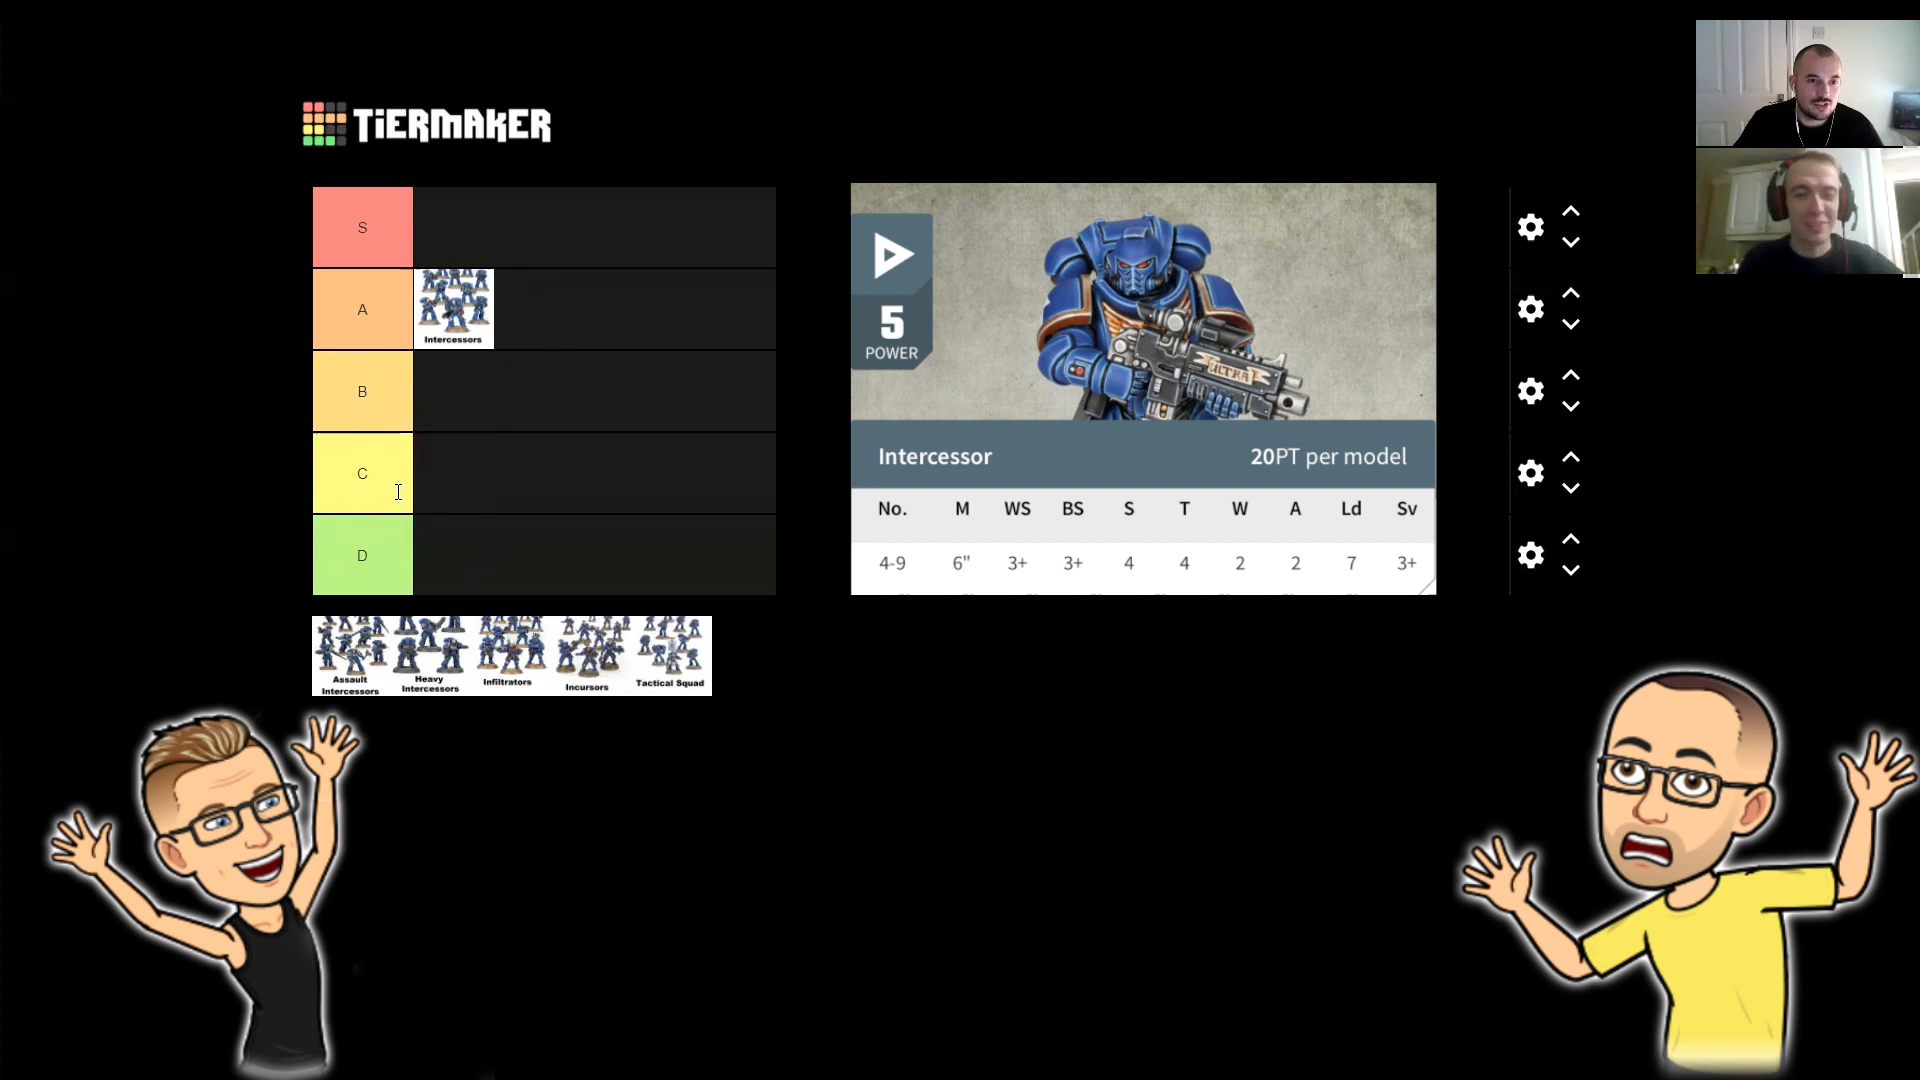 TiERMAKER
S
A
Intercessors
B
C
D
Assault
Intercessors
Heavy
Intercessors
Infiltrators
Incursors
Tactical Squad
5
POWER
ULTRA
Intercessor 20PT per model
No. M WS BS S T W A Ld Sv
4-9 6" 3+ 3+ 4 4 2 2 7 3+